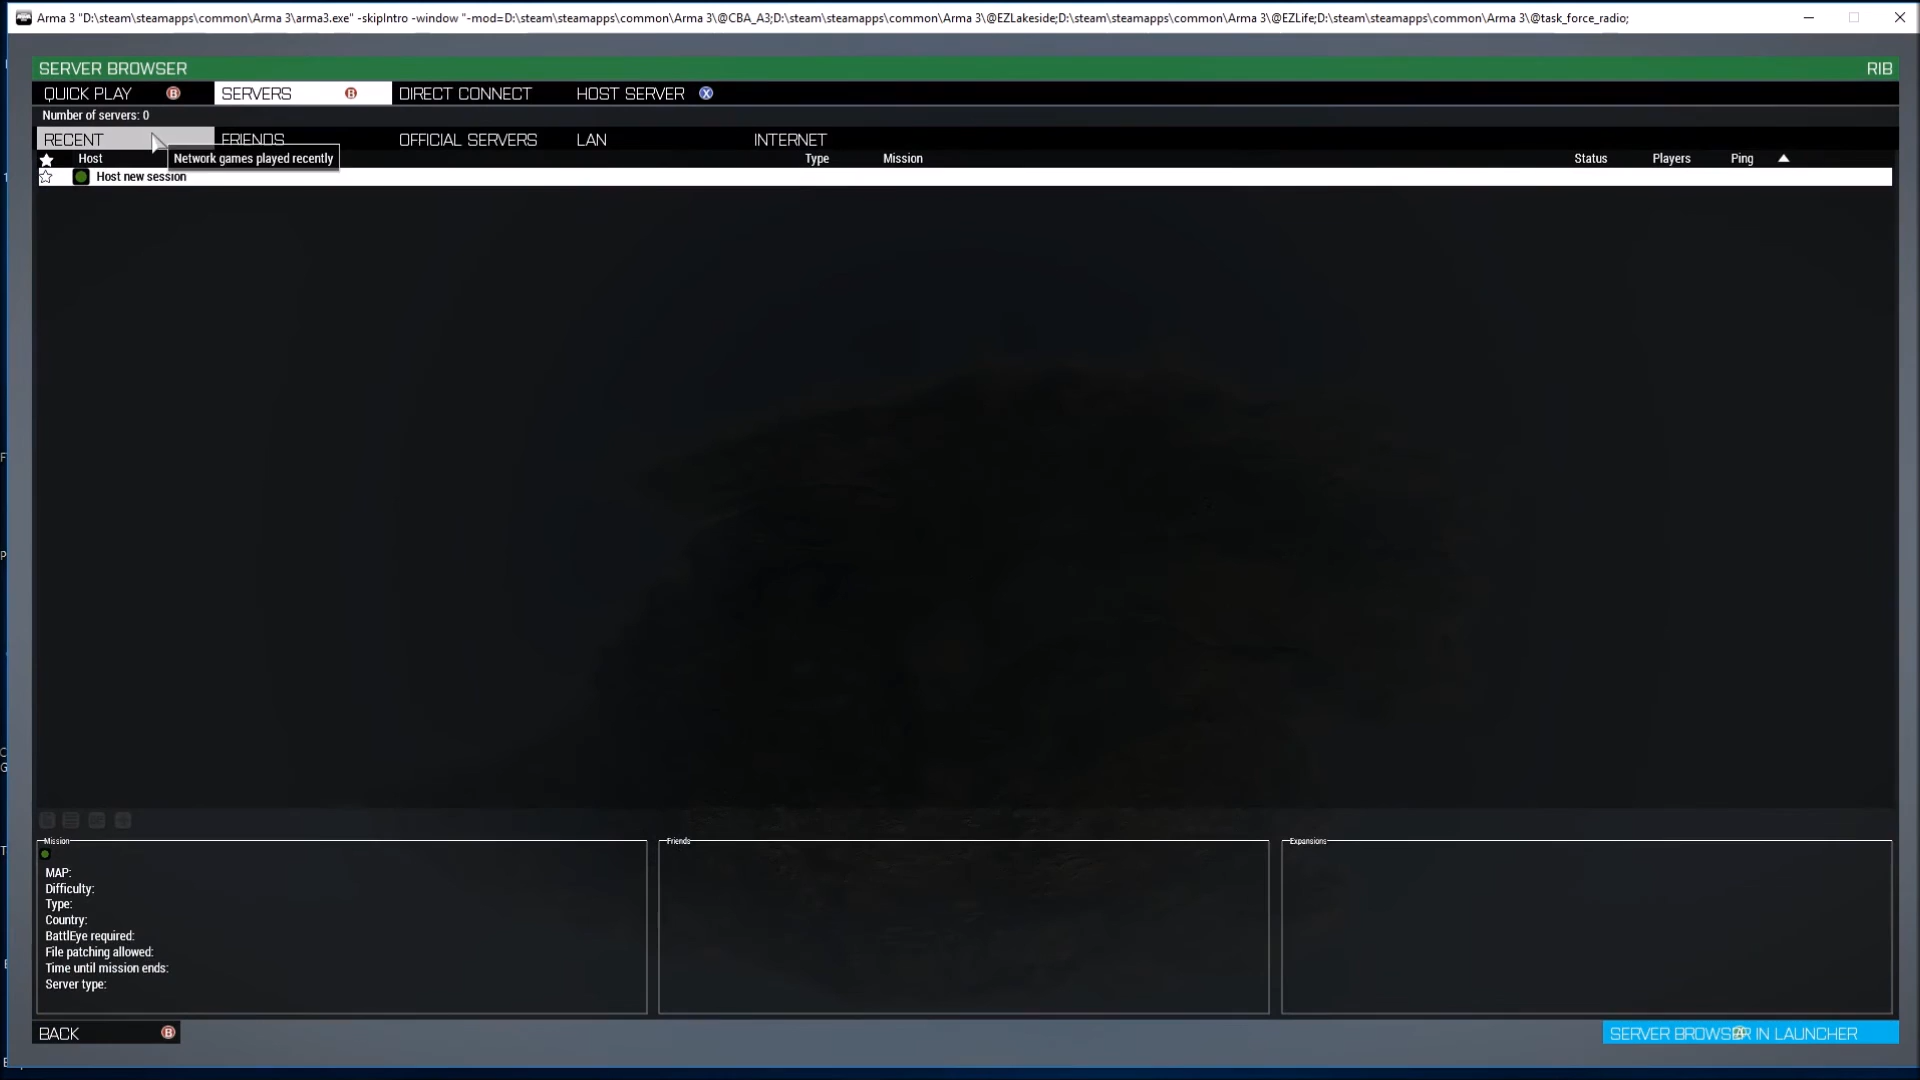 Arma 3 "D:\steam\steamapps\common\Arma 3\arma3.exe" -skipIntro -window "-mod=D:\steam\steamapps\common\Arma 3\@CBA_A3;D:\steam\steamapps\common\Arma 3\@EZLakeside;D:\steam\steamapps\common\Arma 3\@EZLife;D:\steam\steamapps\common\Arma 3\@task_force_radio;
SERVER BROWSER RIB
QUICK PLAY B SERVERS B DIRECT CONNECT HOST SERVER X
Number of servers: 0
RECENT FRIENDS OFFICIAL SERVERS LAN INTERNET
Host Network games played recently Type Mission Status Players Ping
Host new session
Mission Friends Expansions
MAP:
Difficulty:
Type:
Country:
BattlEye required:
File patching allowed:
Time until mission ends:
Server type:
BACK B SERVER BROWSER IN LAUNCHER